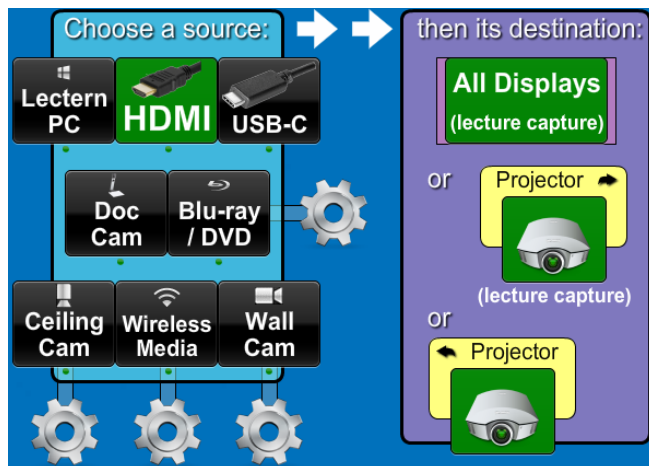 Choose a source:
then its destination:
Lectern
PC
HDMI
USB-C
All Displays
(lecture capture)
or
Projector
(lecture capture)
Doc
Cam
Blu-ray
/ DVD
Ceiling
Cam
Wireless
Media
Wall
Cam
or
Projector